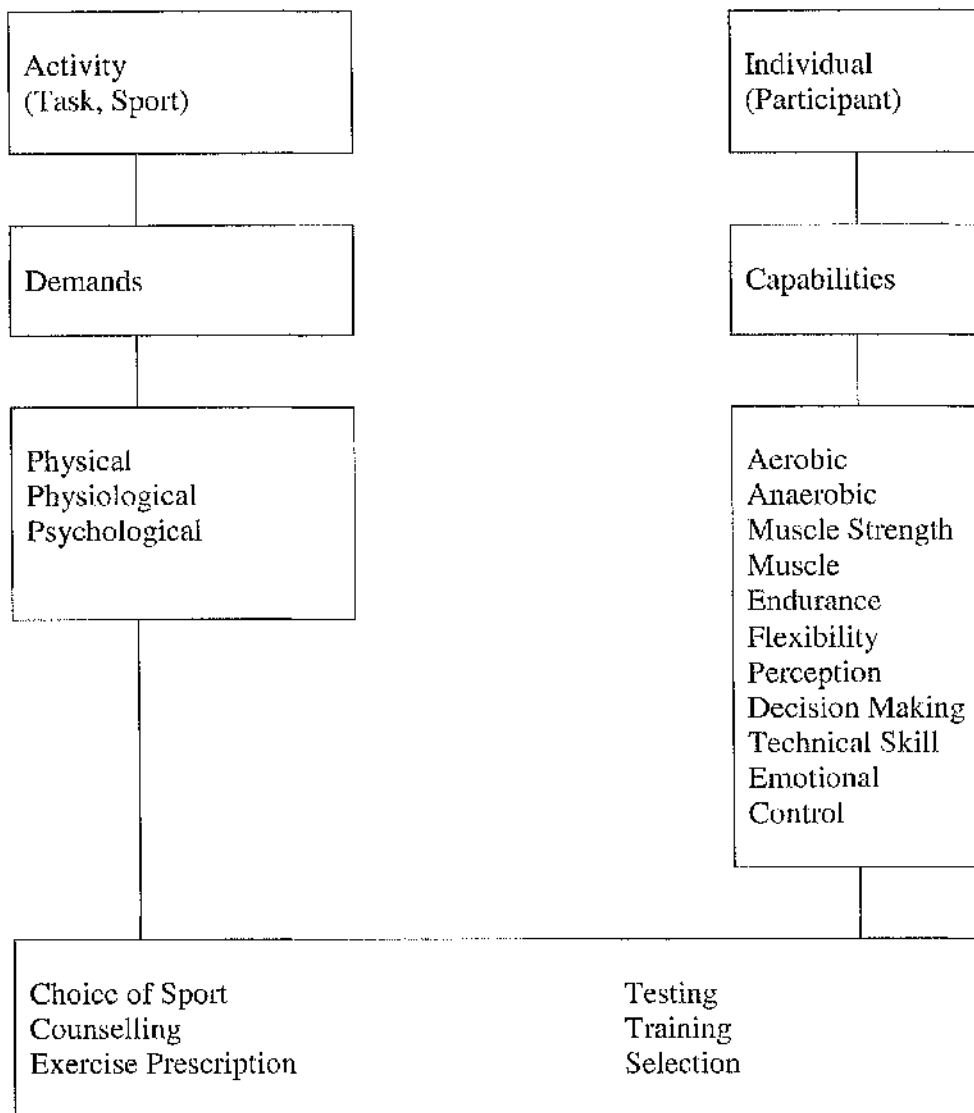 Activity
(Task, Sport)
Individual
(Participant)
Demands
Capabilities
Physical
Physiological
Psychological
Aerobic
Anaerobic
Muscle Strength
Muscle
Endurance
Flexibility
Perception
Decision Making
Technical Skill
Emotional
Control
Choice of Sport
Counselling
Exercise Prescription
Testing
Training
Selection